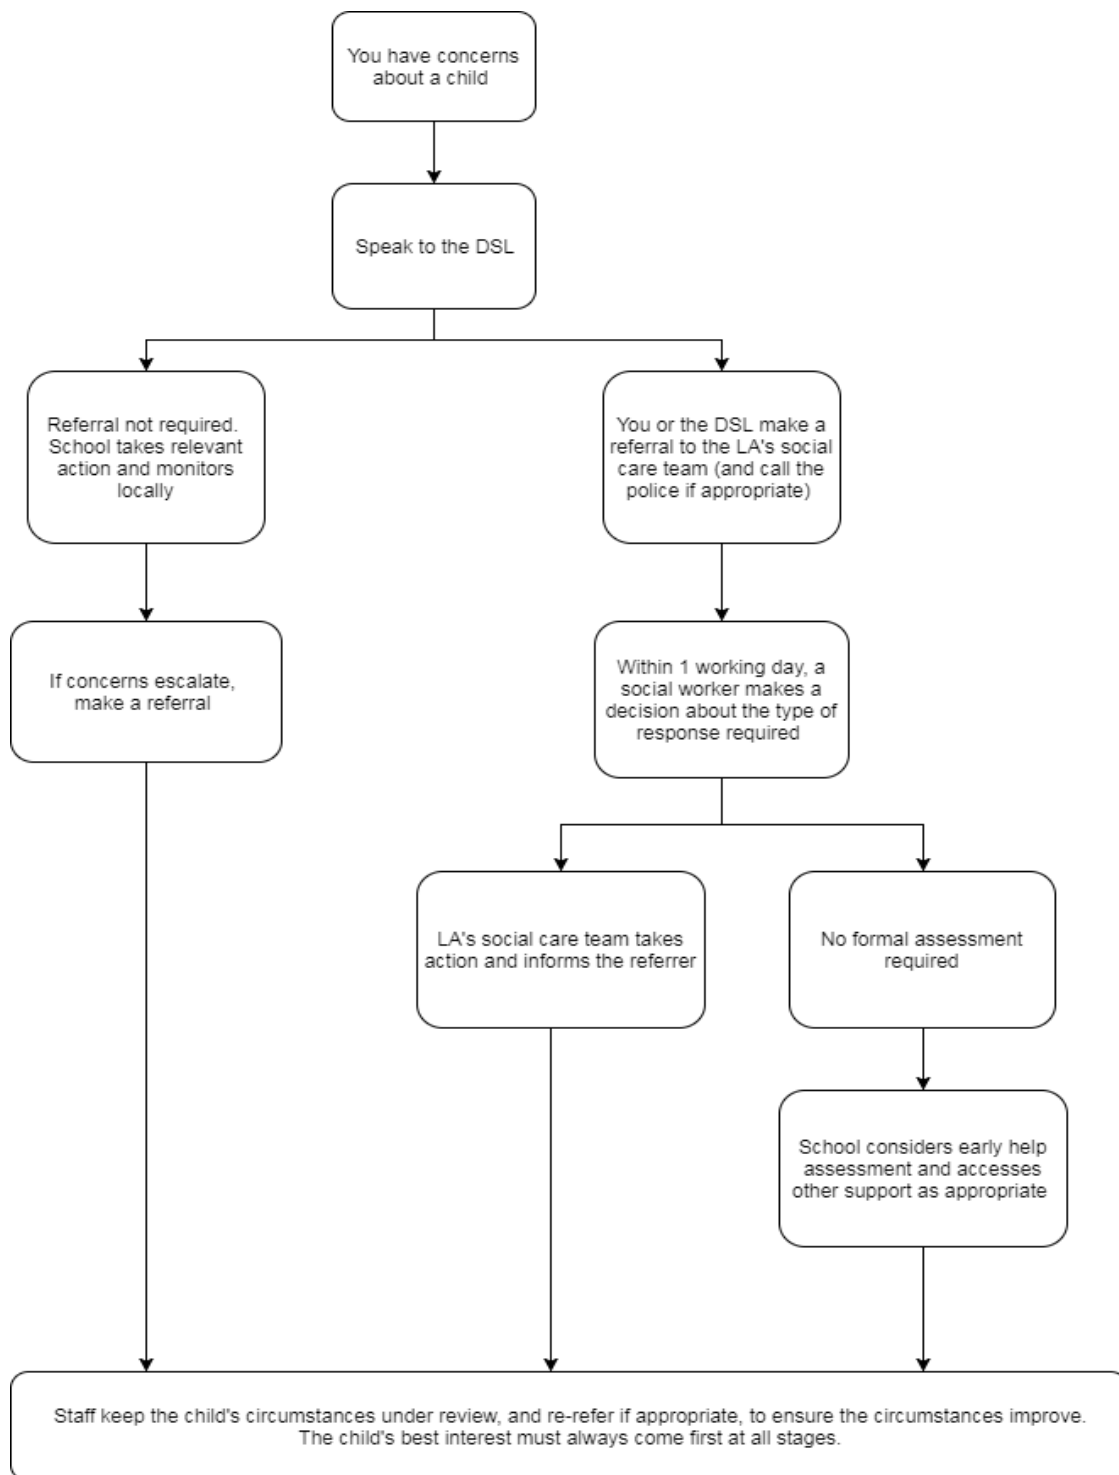 You have concerns
about a child
Speak to the DSL
Referral not required.
School takes relevant
action and monitors
locally
You or the DSL make a
referral to the LA's social
care team (and call the
police if appropriate)
If concerns escalate,
make a referral
Within 1 working day, a
social worker makes a
decision about the type of
response required
LA's social care team takes
action and informs the referrer
No formal assessment
required
School considers early help
assessment and accesses
other support as appropriate
Staff keep the child's circumstances under review, and re-refer if appropriate, to ensure the circumstances improve.
The child's best interest must always come first at all stages.